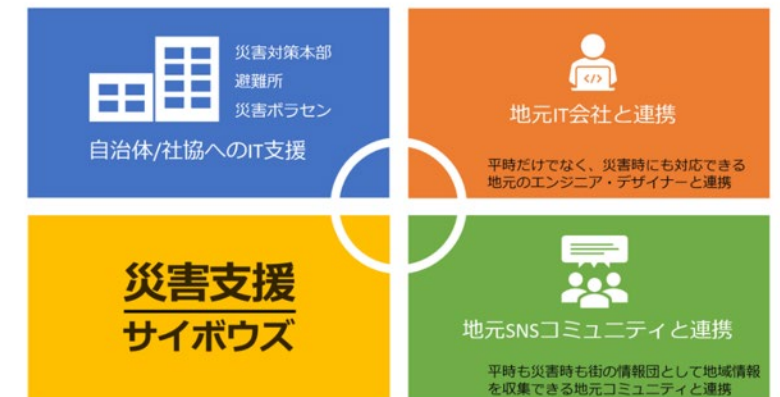 災害対策本部
避難所
災害ボラセン
自治体/社協へのIT支援
</>
地元IT会社と連携
平時だけでなく、災害時にも対応できる
地元のエンジニア・デザイナーと連携
災害支援
サイボウズ
地元SNSコミュニティと連携
平時も災害時も街の情報団として地域情報
を収集できる地元コミュニティと連携